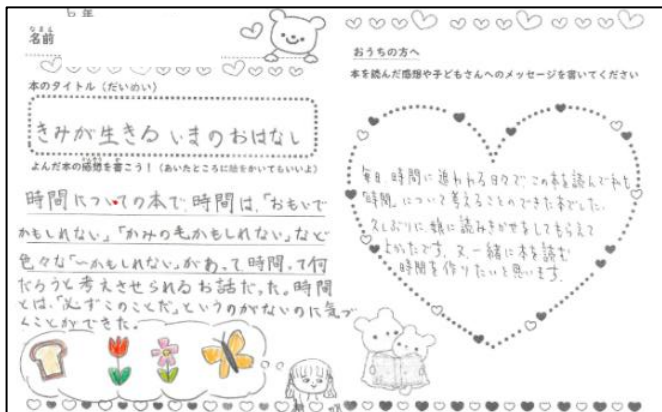 6年
なまえ
名前
本のタイトル（だいめい）
きみが生きる いまのおはなし
よんだ本の感想を書こう！（あいたところに絵をかいてもいいよ）
時間についての本で、時間は、「おもいで
かもしれない」「かみの毛かもしれない」など
色々な「〜かもしれない」があって、時間って何
だろうと考えさせられるお話だった。時間
とは、「必ずこのことだ」というのがないのに気づ
くことができた。
おうちの方へ
本を読んだ感想や子どもさんへのメッセージを書いてください
毎日 時間に追われる日々で、この本を読んで私も
「時間」について考えることのできた本でした。
久しぶりに、娘に読みきかせをしてもらえて
よかったです。又、一緒に本を読む
時間を作りたいと思います。